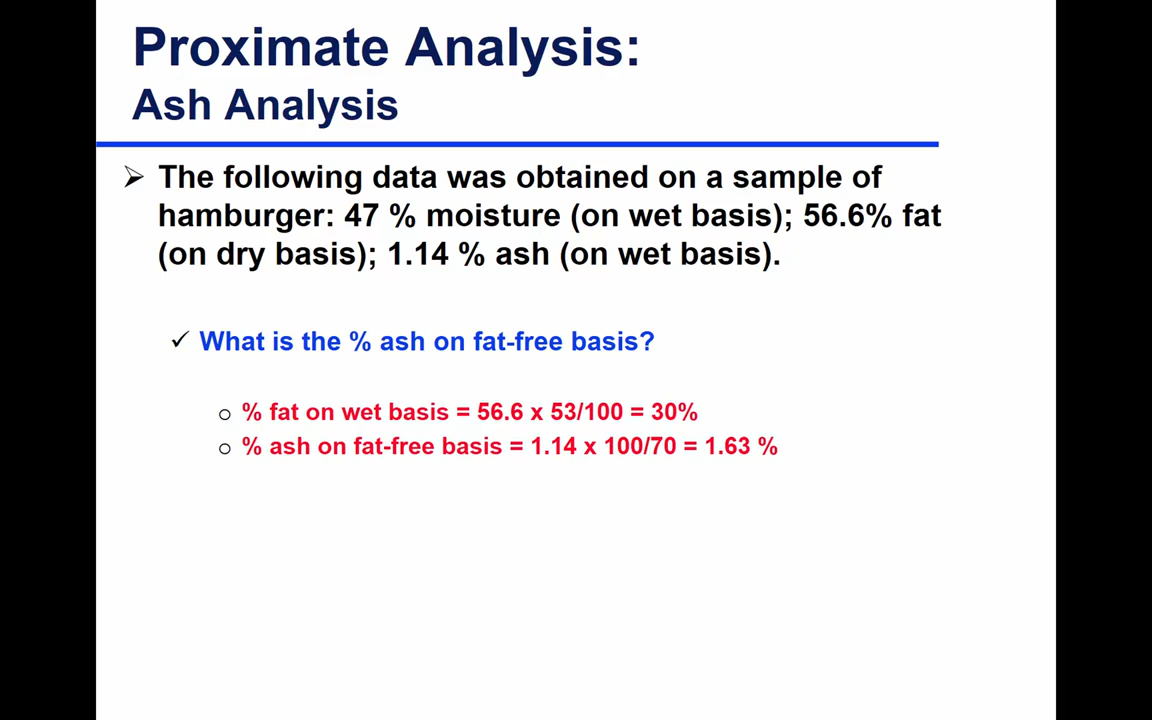 Proximate Analysis:
Ash Analysis
➢ The following data was obtained on a sample of
hamburger: 47 % moisture (on wet basis); 56.6% fat
(on dry basis); 1.14 % ash (on wet basis).
✓ What is the % ash on fat-free basis?
o % fat on wet basis = 56.6 x 53/100 = 30%
o % ash on fat-free basis = 1.14 x 100/70 = 1.63 %